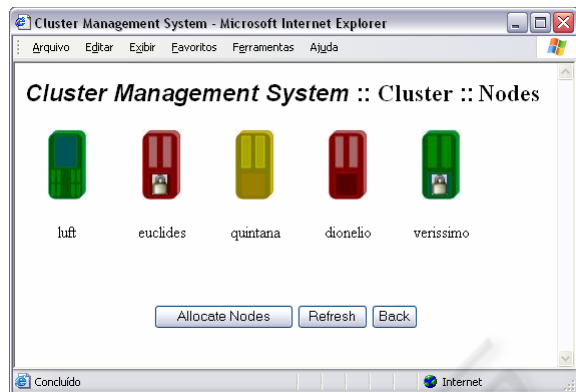 Cluster Management System - Microsoft Internet Explorer
Arquivo Editar Exibir Favoritos Ferramentas Ajuda
Cluster Management System :: Cluster :: Nodes
luft euclides quintana dionelio verissimo
Allocate Nodes Refresh Back
Concluído Internet